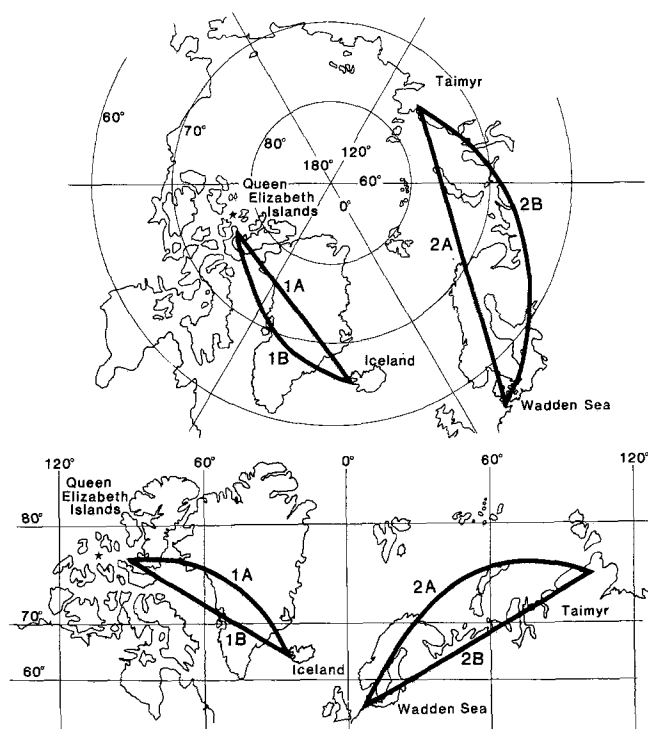 Taimyr
60°
70°
80°
120°
180°
60°
0°
Queen
Elizabeth
Islands
2B
2A
1A
1B
Iceland
Wadden Sea
120°
60°
0°
60°
120°
Queen
Elizabeth
Islands
80°
1A
2A
Taimyr
70°
1B
2B
Iceland
60°
Wadden Sea